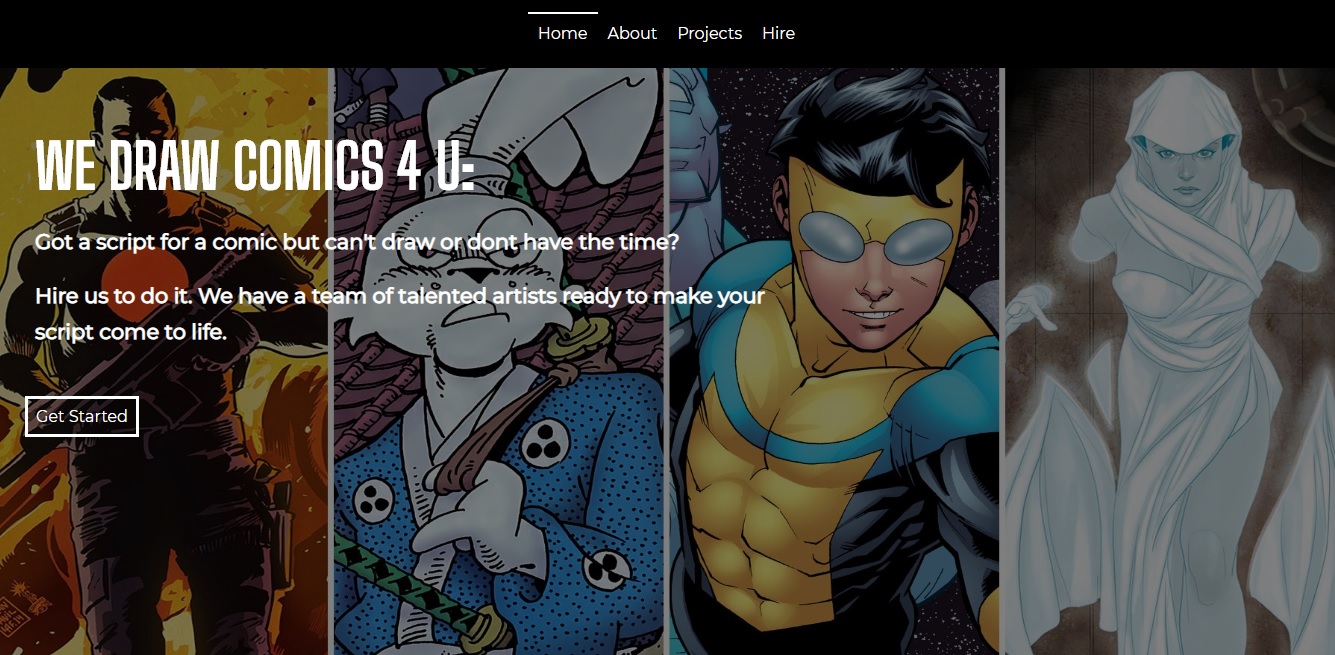 Home About Projects Hire
WE DRAW COMICS 4 U:
Got a script for a comic but can't draw or dont have the time?
Hire us to do it. We have a team of talented artists ready to make your
script come to life.
Get Started